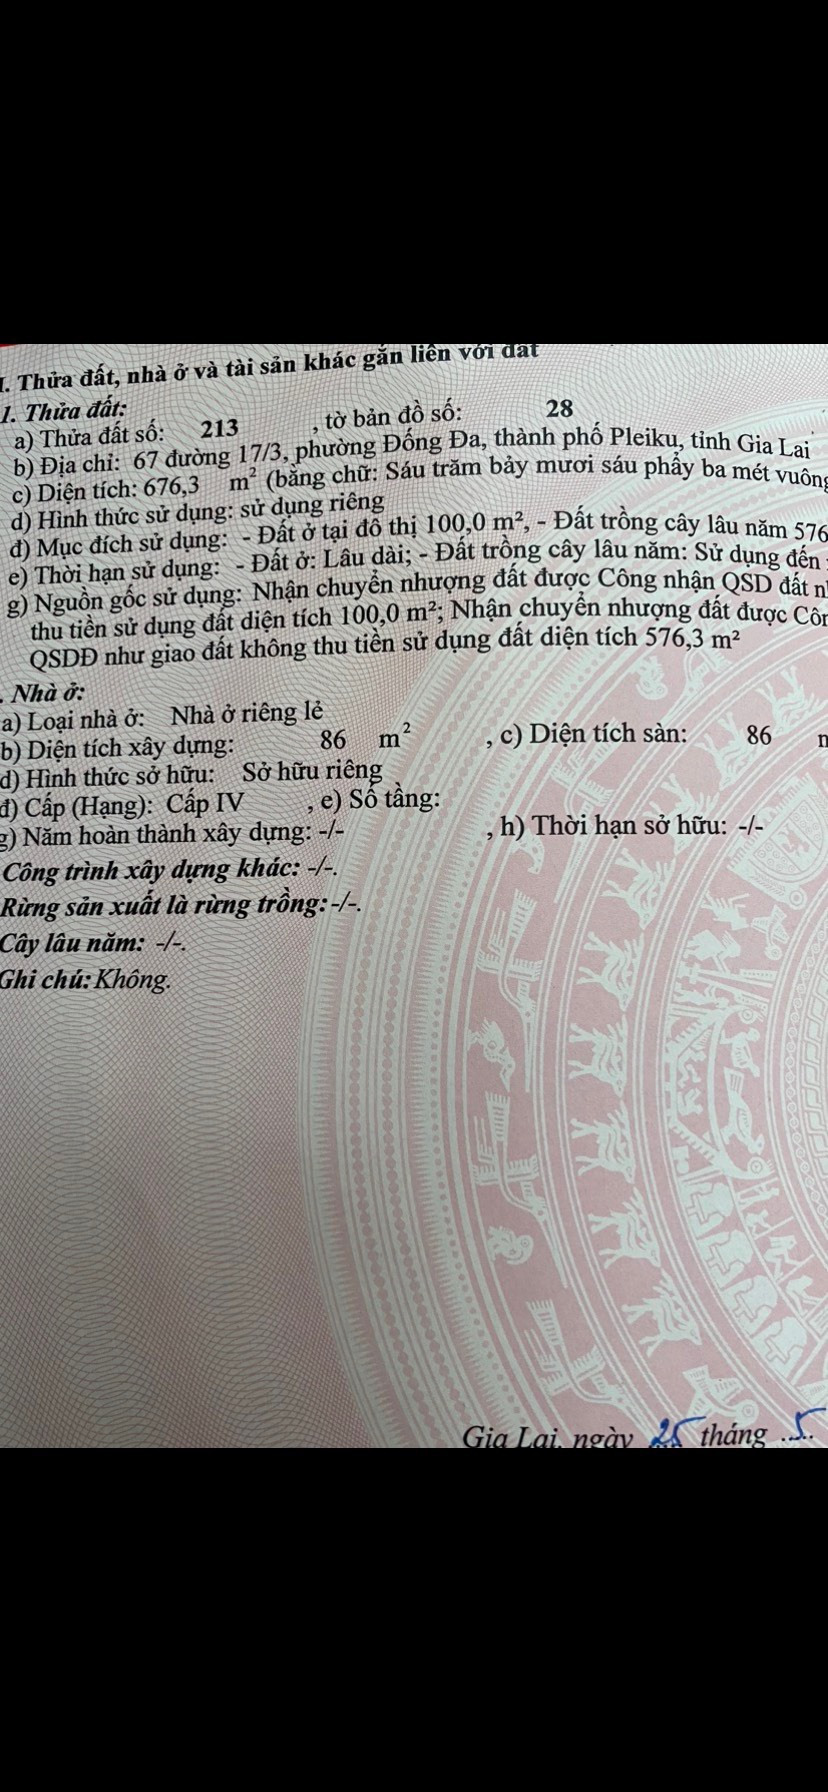 I. Thửa đất, nhà ở và tài sản khác gắn liền với đất
1. Thửa đất:
a) Thửa đất số: 213 , tờ bản đồ số: 28
b) Địa chỉ: 67 đường 17/3, phường Đống Đa, thành phố Pleiku, tỉnh Gia Lai
c) Diện tích: 676,3 m² (bằng chữ: Sáu trăm bảy mươi sáu phẩy ba mét vuông
d) Hình thức sử dụng: sử dụng riêng
đ) Mục đích sử dụng: - Đất ở tại đô thị 100,0 m², - Đất trồng cây lâu năm 576
e) Thời hạn sử dụng: - Đất ở: Lâu dài; - Đất trồng cây lâu năm: Sử dụng đến
g) Nguồn gốc sử dụng: Nhận chuyển nhượng đất được Công nhận QSD đất
thu tiền sử dụng đất diện tích 100,0 m²; Nhận chuyển nhượng đất được
QSDĐ như giao đất không thu tiền sử dụng đất diện tích 576,3 m²
. Nhà ở:
a) Loại nhà ở: Nhà ở riêng lẻ
b) Diện tích xây dựng: 86 m² , c) Diện tích sàn: 86
d) Hình thức sở hữu: Sở hữu riêng
đ) Cấp (Hạng): Cấp IV , e) Số tầng:
g) Năm hoàn thành xây dựng: -/- , h) Thời hạn sở hữu: -/-
Công trình xây dựng khác: -/-.
Rừng sản xuất là rừng trồng: -/-.
Cây lâu năm: -/-.
Ghi chú: Không.
Gia Lai, ngày 25 tháng 5